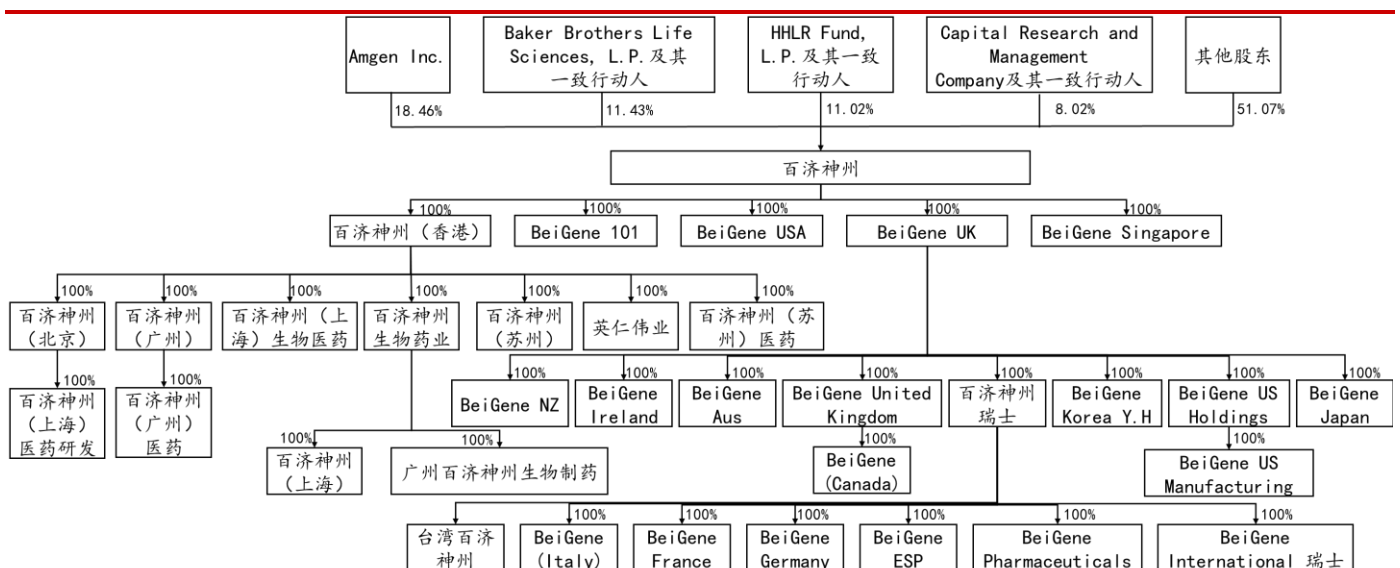 Amgen Inc.
Baker Brothers Life
Sciences, L.P.及其
一致行动人
HHLR Fund,
L.P.及其一致
行动人
Capital Research and
Management
Company及其一致行动人
其他股东
18.46%
11.43%
11.02%
8.02%
51.07%
百济神州
100%
100%
100%
100%
100%
百济神州（香港）
BeiGene 101
BeiGene USA
BeiGene UK
BeiGene Singapore
100%
100%
100%
100%
100%
100%
100%
百济神州
（北京）
百济神州
（广州）
百济神州（上
海）生物医药
百济神州
生物药业
百济神州
（苏州）
英仁伟业
百济神州（苏
州）医药
100%
100%
百济神州
（上海）
医药研发
百济神州
（广州）
医药
100%
100%
100%
100%
100%
100%
100%
100%
BeiGene NZ
BeiGene
Ireland
BeiGene
Aus
BeiGene United
Kingdom
百济神州
瑞士
BeiGene
Korea Y.H
BeiGene US
Holdings
BeiGene
Japan
100%
100%
100%
100%
百济神州
（上海）
广州百济神州生物制药
BeiGene
(Canada)
BeiGene US
Manufacturing
100%
100%
100%
100%
100%
100%
100%
台湾百济
神州
BeiGene
(Italy)
BeiGene
France
BeiGene
Germany
BeiGene
ESP
BeiGene
Pharmaceuticals
BeiGene
International 瑞士